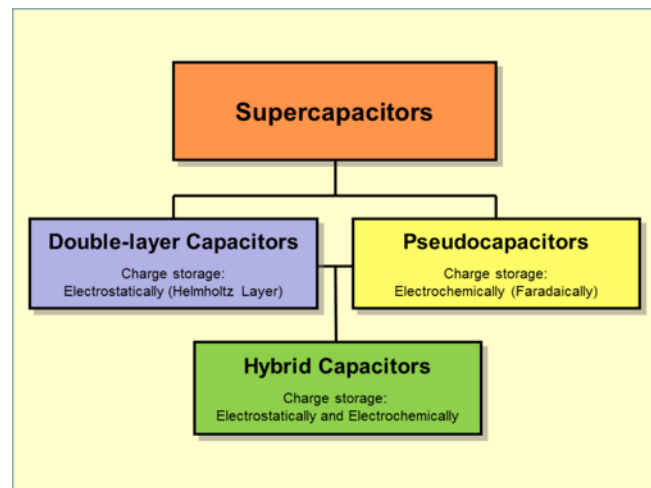 Supercapacitors
Double-layer Capacitors
Charge storage:
Electrostatically (Helmholtz Layer)
Pseudocapacitors
Charge storage:
Electrochemically (Faradaically)
Hybrid Capacitors
Charge storage:
Electrostatically and Electrochemically